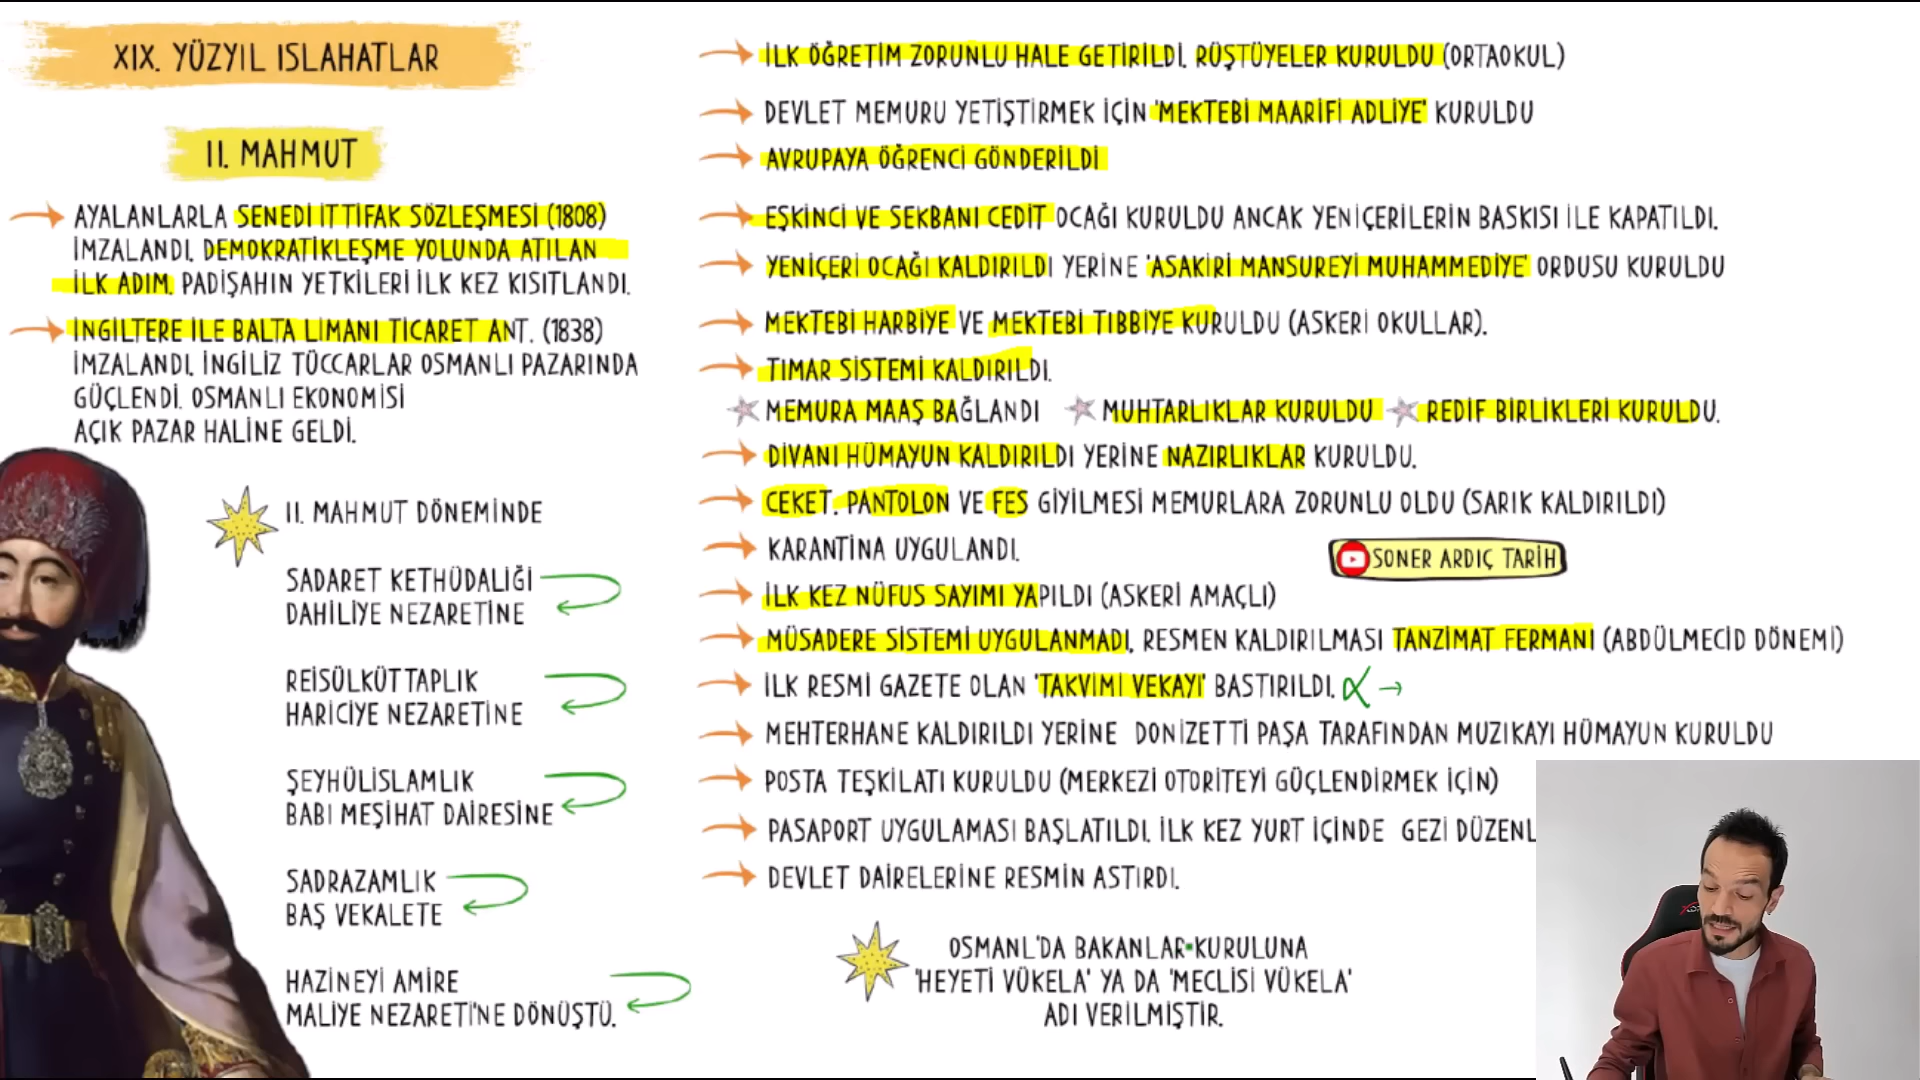 XIX. YÜZYIL ISLAHATLAR
II. MAHMUT
AYALANLARLA SENEDİ İTTİFAK SÖZLEŞMESİ (1808)
İMZALANDI. DEMOKRATİKLEŞME YOLUNDA ATILAN
İLK ADIM. PADİŞAHIN YETKİLERİ İLK KEZ KISITLANDI.
İNGİLTERE İLE BALTA LİMANI TİCARET ANT. (1838)
İMZALANDI. İNGİLİZ TÜCCARLAR OSMANLI PAZARINDA
GÜÇLENDİ. OSMANLI EKONOMİSİ
AÇIK PAZAR HALİNE GELDİ.
II. MAHMUT DÖNEMİNDE
SADARET KETHÜDALIĞI
DAHİLİYE NEZARETİNE
REİSÜLKÜTTAPLIK
HARİCİYE NEZARETİNE
ŞEYHÜLİSLAMLIK
BABI MEŞİHAT DAİRESİNE
SADRAZAMLIK
BAŞ VEKALETE
HAZİNEYİ AMİRE
MALİYE NEZARETİ'NE DÖNÜŞTÜ.
İLK ÖĞRETİM ZORUNLU HALE GETİRİLDİ. RÜŞTÜYELER KURULDU (ORTAOKUL)
DEVLET MEMURU YETİŞTİRMEK İÇİN 'MEKTEBİ MAARİFİ ADLİYE' KURULDU
AVRUPAYA ÖĞRENCİ GÖNDERİLDİ
EŞKİNCİ VE SEKBANI CEDİT OCAĞI KURULDU ANCAK YENİÇERİLERİN BASKISI İLE KAPATILDI.
YENİÇERİ OCAĞI KALDIRILDI YERİNE 'ASAKİRİ MANSUREYİ MUHAMMEDİYE' ORDUSU KURULDU
MEKTEBİ HARBİYE VE MEKTEBİ TIBBİYE KURULDU (ASKERİ OKULLAR).
TIMAR SİSTEMİ KALDIRILDI.
MEMURA MAAŞ BAĞLANDI MUHTARLIKLAR KURULDU REDİF BİRLİKLERİ KURULDU.
DİVANI HÜMAYUN KALDIRILDI YERİNE NAZIRLIKLAR KURULDU.
CEKET. PANTOLON VE FES GİYİLMESİ MEMURLARA ZORUNLU OLDU (SARIK KALDIRILDI)
KARANTİNA UYGULANDI.
SONER ARDIÇ TARİH
İLK KEZ NÜFUS SAYIMI YAPILDI (ASKERİ AMAÇLI)
MÜSADERE SİSTEMİ UYGULANMADI. RESMEN KALDIRILMASI TANZİMAT FERMANI (ABDÜLMECİD DÖNEMİ)
İLK RESMİ GAZETE OLAN 'TAKVİMİ VEKAYİ' BASTIRILDI.
MEHTERHANE KALDIRILDI YERİNE DONİZETTİ PAŞA TARAFINDAN MUZIKAYI HÜMAYUN KURULDU
POSTA TEŞKİLATI KURULDU (MERKEZİ OTORİTEYİ GÜÇLENDİRMEK İÇİN)
PASAPORT UYGULAMASI BAŞLATILDI. İLK KEZ YURT İÇİNDE GEZİ DÜZENL
DEVLET DAİRELERİNE RESMİN ASTIRDI.
OSMANL'DA BAKANLAR KURULUNA
'HEYETİ VÜKELA' YA DA 'MECLİSİ VÜKELA'
ADI VERİLMİŞTİR.